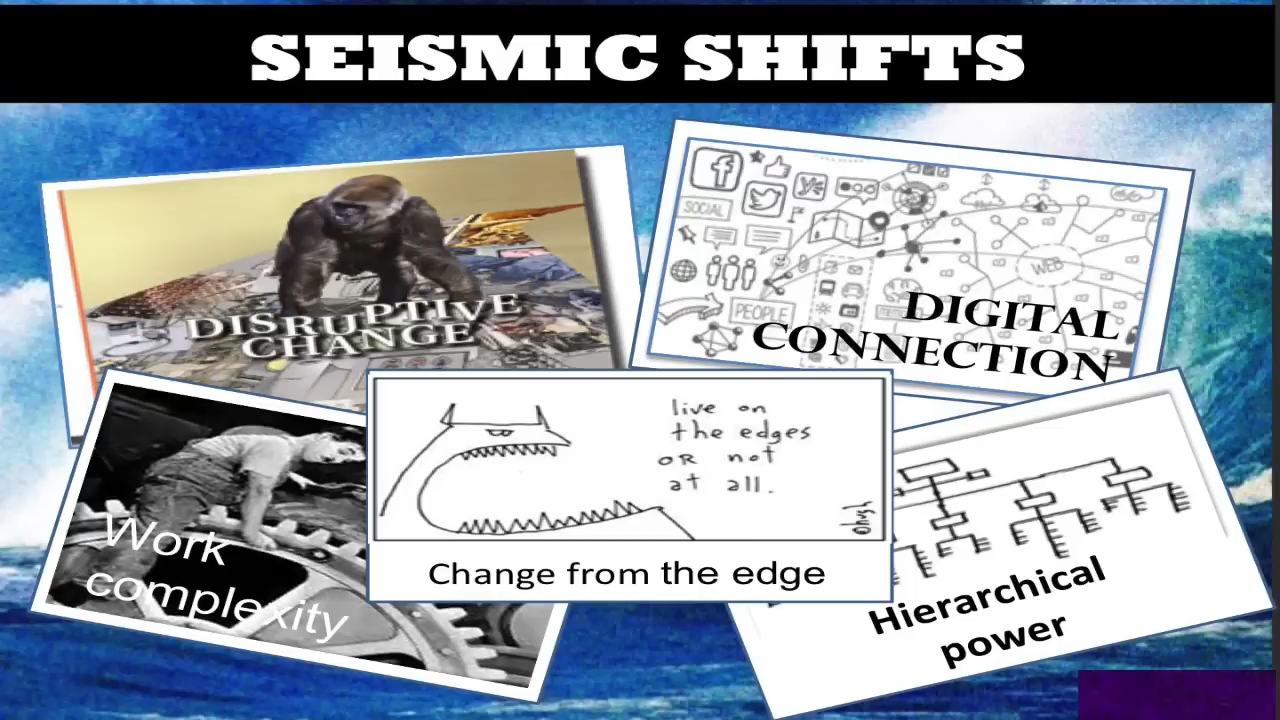 SEISMIC SHIFTS
DISRUPTIVE
CHANGE
SOCIAL
PEOPLE
WEB
DIGITAL
CONNECTION
Work
complexity
live on
the edges
OR not
at all.
Change from the edge
Hierarchical
power